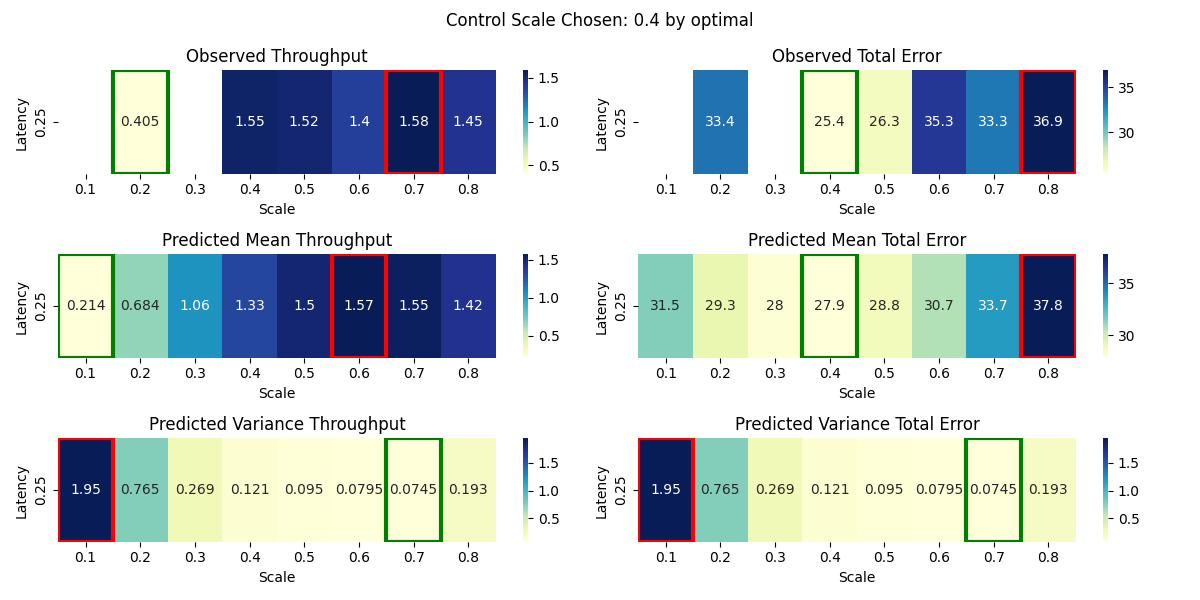 Control Scale Chosen: 0.4 by optimal
Observed Throughput
Latency
0.25
0.405 1.55 1.52 1.4 1.58 1.45
0.1 0.2 0.3 0.4 0.5 0.6 0.7 0.8
Scale
1.5
1.0
0.5
Observed Total Error
Latency
0.25
33.4 25.4 26.3 35.3 33.3 36.9
0.1 0.2 0.3 0.4 0.5 0.6 0.7 0.8
Scale
35
30
Predicted Mean Throughput
Latency
0.25
0.214 0.684 1.06 1.33 1.5 1.57 1.55 1.42
0.1 0.2 0.3 0.4 0.5 0.6 0.7 0.8
Scale
1.5
1.0
0.5
Predicted Mean Total Error
Latency
0.25
31.5 29.3 28 27.9 28.8 30.7 33.7 37.8
0.1 0.2 0.3 0.4 0.5 0.6 0.7 0.8
Scale
35
30
Predicted Variance Throughput
Latency
0.25
1.95 0.765 0.269 0.121 0.095 0.0795 0.0745 0.193
0.1 0.2 0.3 0.4 0.5 0.6 0.7 0.8
Scale
1.5
1.0
0.5
Predicted Variance Total Error
Latency
0.25
1.95 0.765 0.269 0.121 0.095 0.0795 0.0745 0.193
0.1 0.2 0.3 0.4 0.5 0.6 0.7 0.8
Scale
1.5
1.0
0.5